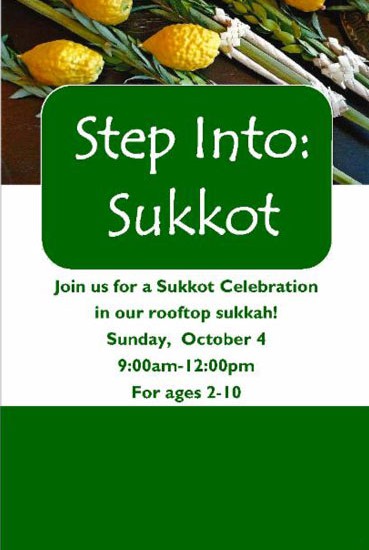 Step Into:
Sukkot
Join us for a Sukkot Celebration
in our rooftop sukkah!
Sunday, October 4
9:00am-12:00pm
For ages 2-10